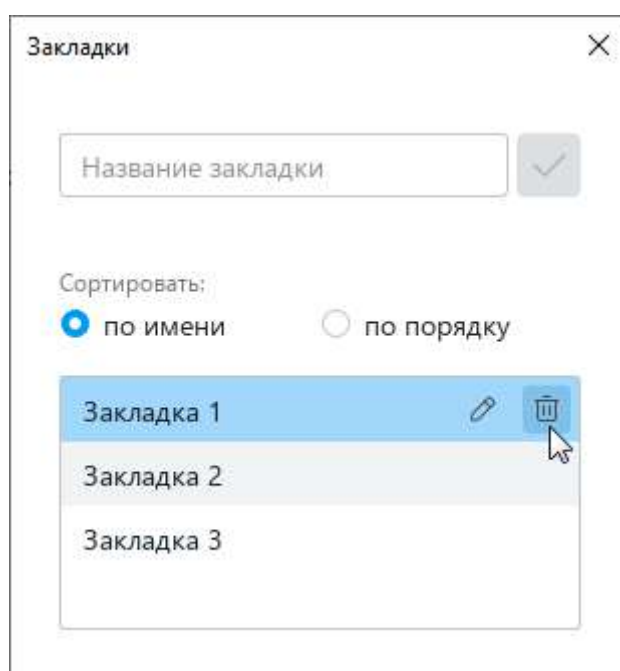 Закладки
Название закладки
Сортировать:
по имени по порядку
Закладка 1
Закладка 2
Закладка 3